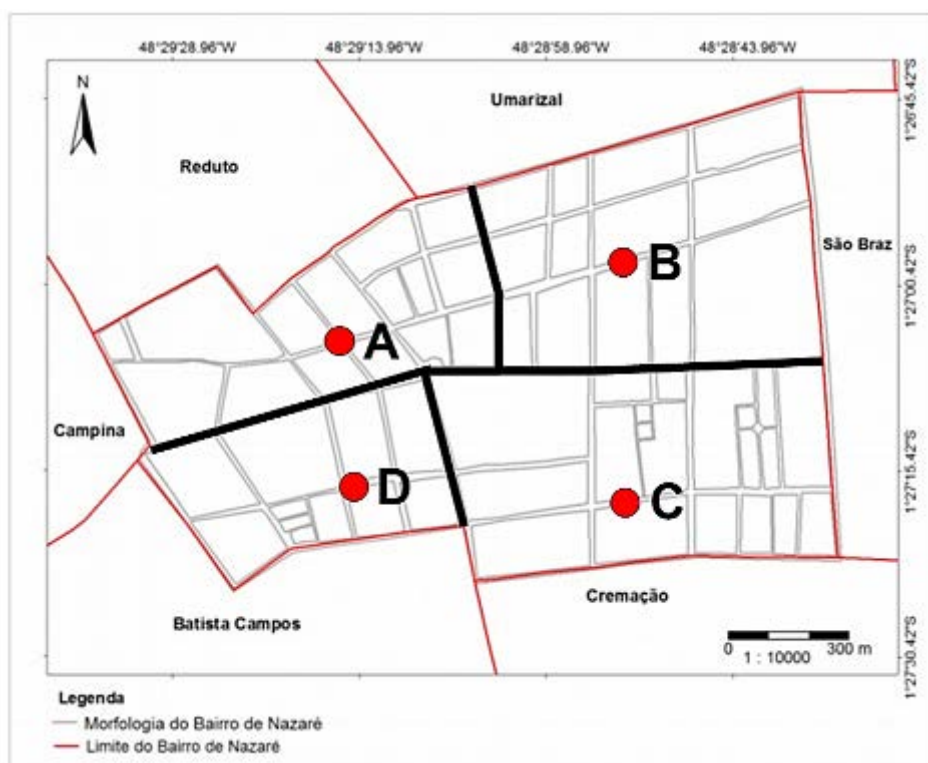 48°29'28.96"W 48°29'13.96"W 48°28'58.96"W 48°28'43.96"W
N
Umarizal
1°26'45.42"S
Reduto
São Braz
B
1°27'00.42"S
A
Campina
1°27'15.42"S
D
C
Cremação
Batista Campos
0 300 m
1 : 10000
1°27'30.42"S
Legenda
Morfologia do Bairro de Nazaré
Limite do Bairro de Nazaré